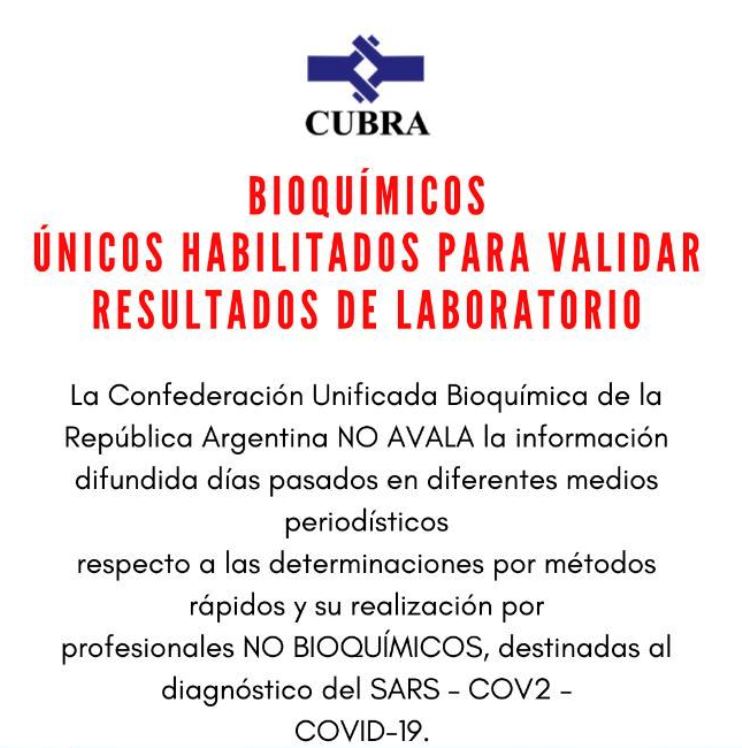 CUBRA
BIOQUÍMICOS
ÚNICOS HABILITADOS PARA VALIDAR
RESULTADOS DE LABORATORIO
La Confederación Unificada Bioquímica de la
República Argentina NO AVALA la información
difundida días pasados en diferentes medios
periodísticos
respecto a las determinaciones por métodos
rápidos y su realización por
profesionales NO BIOQUÍMICOS, destinadas al
diagnóstico del SARS - COV2 -
COVID-19.